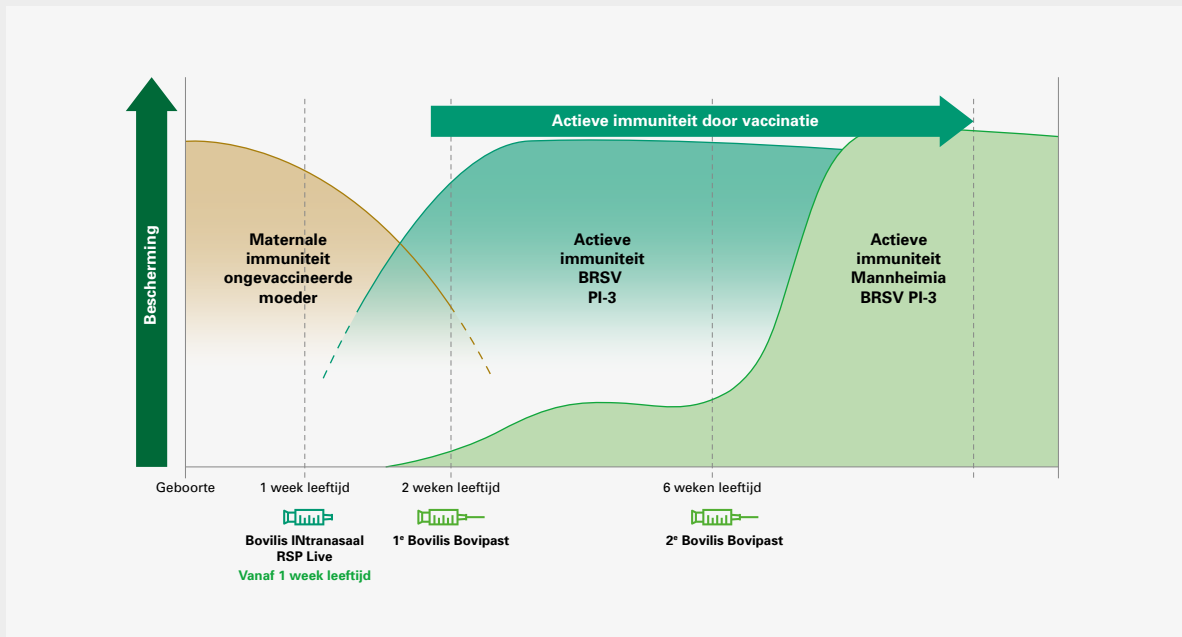 Actieve immuniteit door vaccinatie
Bescherming
Maternale
immuniteit
ongevaccineerde
moeder
Actieve
immuniteit
BRSV
PI-3
Actieve
immuniteit
Mannheimia
BRSV PI-3
Geboorte
1 week leeftijd
2 weken leeftijd
6 weken leeftijd
Bovilis INtranasaal
RSP Live
Vanaf 1 week leeftijd
1e Bovilis Bovipast
2e Bovilis Bovipast